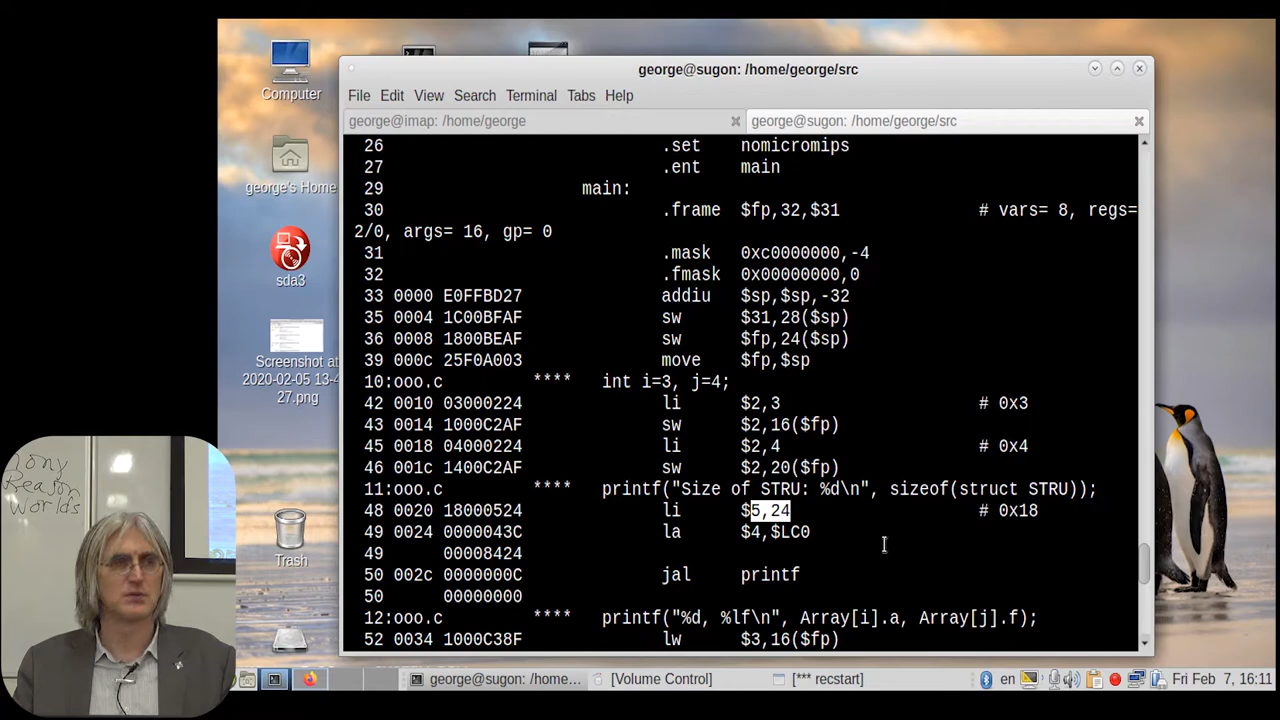 george@sugon: /home/george/src
File Edit View Search Terminal Tabs Help
george@imap: /home/george
george@sugon: /home/george/src
26 .set nomicromips
27 .ent main
29 main:
30 .frame $fp,32,$31 # vars= 8, regs=
2/0, args= 16, gp= 0
31 .mask 0xc0000000,-4
32 .fmask 0x00000000,0
33 0000 E0FFBD27 addiu $sp,$sp,-32
35 0004 1C00BFAF sw $31,28($sp)
36 0008 1800BEAF sw $fp,24($sp)
39 000c 25F0A003 move $fp,$sp
10:ooo.c **** int i=3, j=4;
42 0010 03000224 li $2,3 # 0x3
43 0014 1000C2AF sw $2,16($fp)
45 0018 04000224 li $2,4 # 0x4
46 001c 1400C2AF sw $2,20($fp)
11:ooo.c **** printf("Size of STRU: %d\n", sizeof(struct STRU));
48 0020 18000524 li $5,24 # 0x18
49 0024 0000043C la $4,$LC0
49 00008424
50 002c 0000000C jal printf
50 00000000
12:ooo.c **** printf("%d, %lf\n", Array[i].a, Array[j].f);
52 0034 1000C38F lw $3,16($fp)
Computer
george's Home
sda3
Screenshot at
2020-02-05 13-4
27.png
Trash
Tony
Reason
Worlds
george@sugon: /home...
[Volume Control]
[*** recstart]
en
Fri Feb 7, 16:11